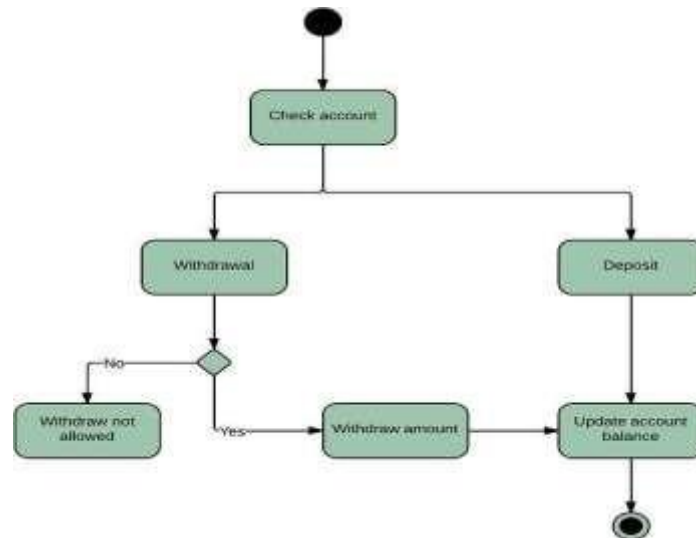 Check account
Withdrawal
Deposit
No
Withdraw not
allowed
Yes
Withdraw amount
Update account
balance